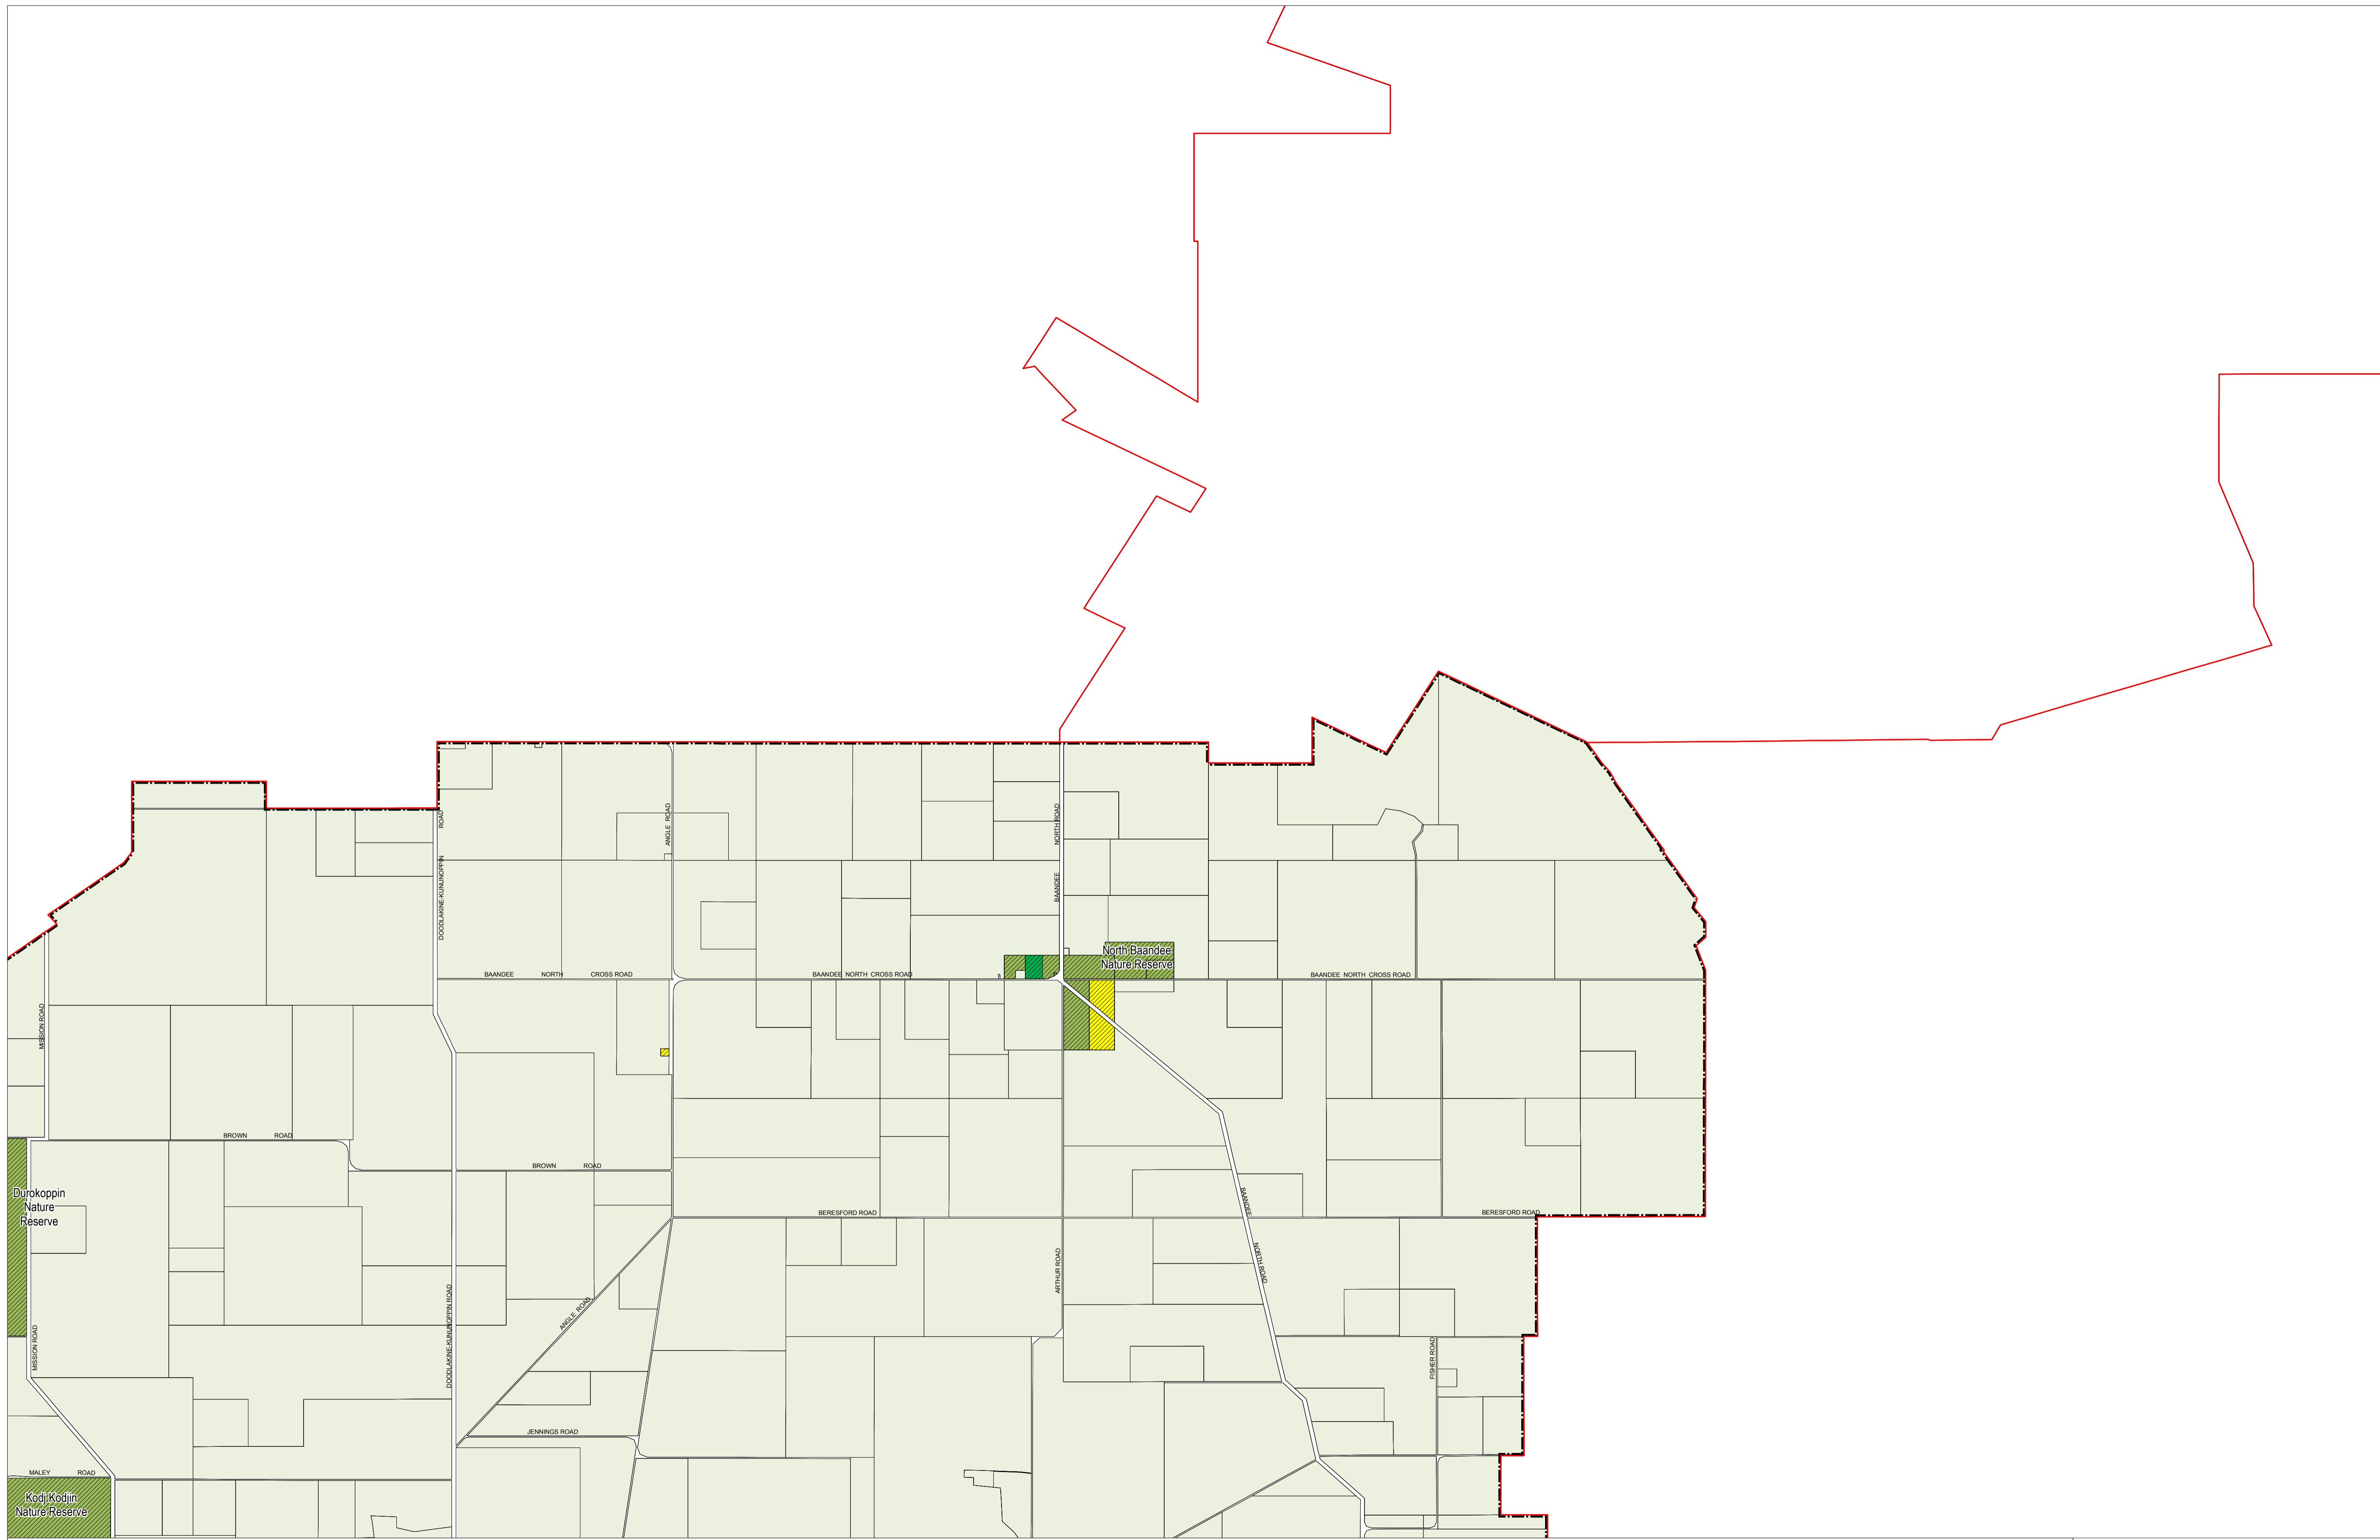 ANGLE ROAD
NORTH ROAD
ROAD
DOODLAKINE-KUNUNOPPIN
BAANDEE
North Baandee
Nature Reserve
BAANDEE NORTH CROSS ROAD
BAANDEE NORTH CROSS ROAD
BAANDEE NORTH CROSS ROAD
MISSION ROAD
BROWN ROAD
BROWN ROAD
Durokoppin
Nature
Reserve
BAANDEE
NORTH ROAD
BERESFORD ROAD
BERESFORD ROAD
ARTHUR ROAD
ANGLE ROAD
DOODLAKINE-KUNUNOPPIN ROAD
MISSION ROAD
FISHER ROAD
JENNINGS ROAD
MALEY ROAD
Kodj Kodjin
Nature Reserve